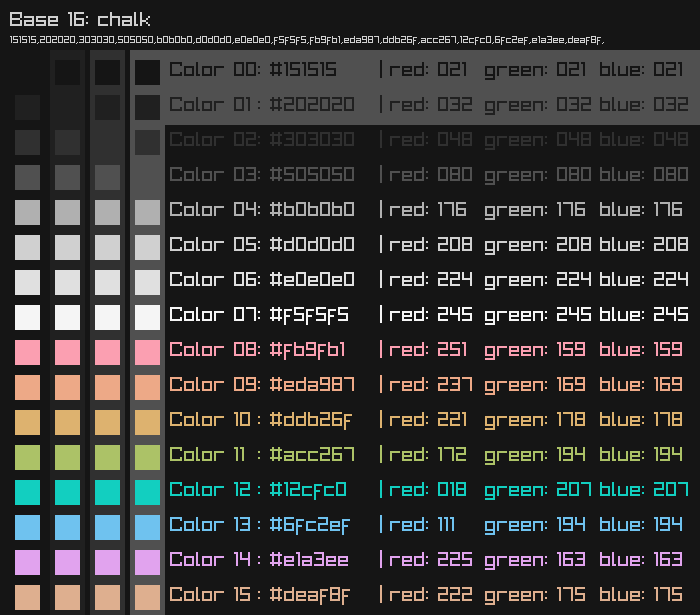 Base 16: chalk
151515,202020,303030,505050,b0b0b0,d0d0d0,e0e0e0,f5f5f5,fb9fb1,eda987,ddb26f,acc267,12cfc0,6fc2ef,e1a3ee,deaf8f,
Color 00: #151515 | red: 021 green: 021 blue: 021
Color 01 : #202020 | red: 032 green: 032 blue: 032
Color 02: #303030 | red: 048 green: 048 blue: 048
Color 03: #505050 | red: 080 green: 080 blue: 080
Color 04: #b0b0b0 | red: 176 green: 176 blue: 176
Color 05: #d0d0d0 | red: 208 green: 208 blue: 208
Color 06: #e0e0e0 | red: 224 green: 224 blue: 224
Color 07: #f5f5f5 | red: 245 green: 245 blue: 245
Color 08: #fb9fb1 | red: 251 green: 159 blue: 159
Color 09: #eda987 | red: 237 green: 169 blue: 169
Color 10 : #ddb26f | red: 221 green: 178 blue: 178
Color 11 : #acc267 | red: 172 green: 194 blue: 194
Color 12 : #12cfc0 | red: 018 green: 207 blue: 207
Color 13 : #6fc2ef | red: 111 green: 194 blue: 194
Color 14 : #e1a3ee | red: 225 green: 163 blue: 163
Color 15 : #deaf8f | red: 222 green: 175 blue: 175